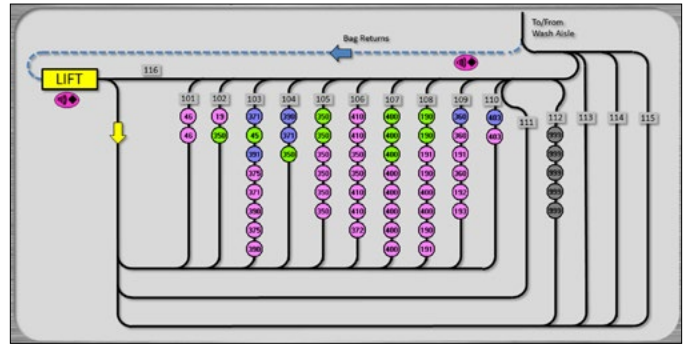 To/From
Wash Aisle
Bag Returns
LIFT
116
101 102 103 104 105 106 107 108 109 110 111 112 113 114 115
46 19 371 390 350 410 400 190 360 403 999
46 350 45 371 350 410 400 190 360 403 999
391 350 350 350 400 191 191 999
375 350 350 400 400 360 999
371 350 410 400 400 192 999
390 350 410 400 400 193
375 372 400 190
390 400 191